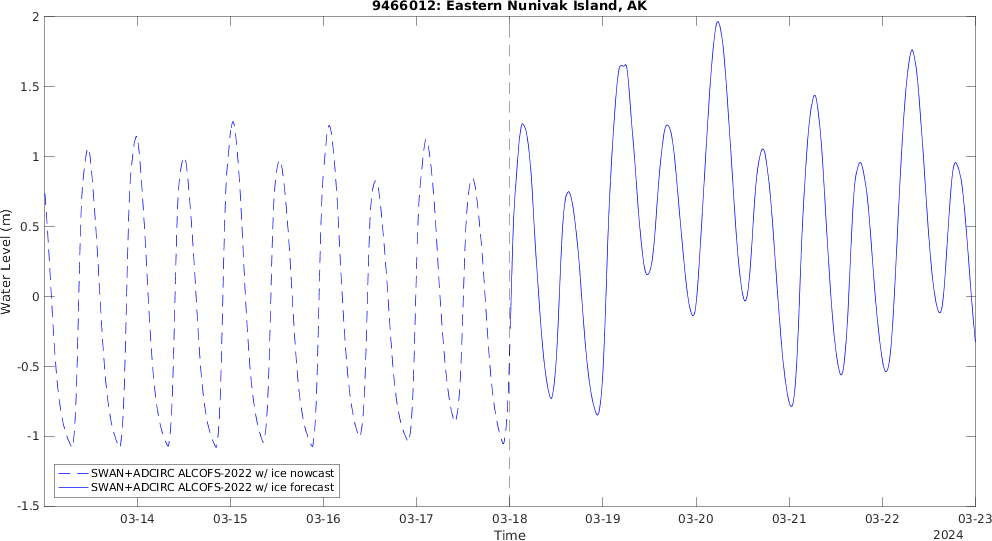 9466012: Eastern Nunivak Island, AK
Water Level (m)
2
1.5
1
0.5
0
-0.5
-1
-1.5
SWAN+ADCIRC ALCOFS-2022 w/ ice nowcast
SWAN+ADCIRC ALCOFS-2022 w/ ice forecast
03-14 03-15 03-16 03-17 03-18 03-19 03-20 03-21 03-22 03-23
Time
2024